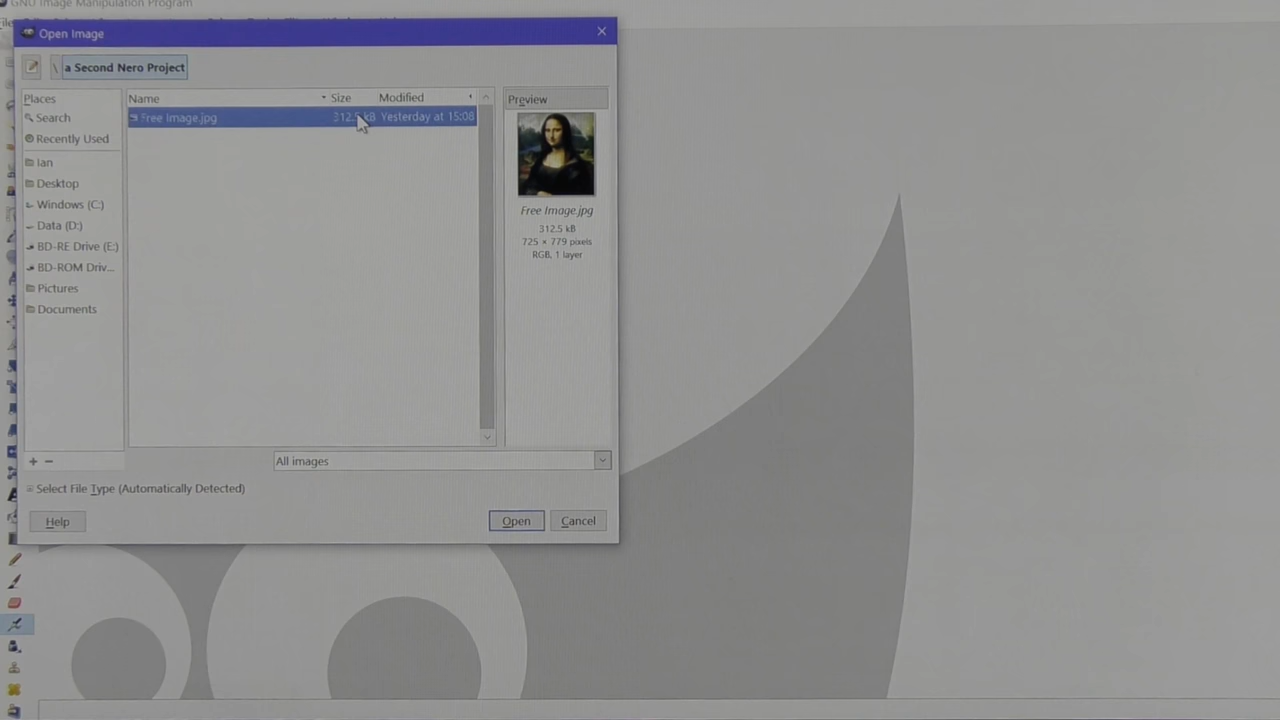 GNU Image Manipulation Program
Open Image
\ a Second Nero Project
Places
Name Size Modified
Preview
Search
Free Image.jpg 312.5 kB Yesterday at 15:08
Recently Used
Ian
Desktop
Windows (C:)
Data (D:)
BD-RE Drive (E:)
BD-ROM Driv...
Pictures
Documents
Free Image.jpg
312.5 kB
725 × 779 pixels
RGB, 1 layer
+ −
All images
Select File Type (Automatically Detected)
Help
Open
Cancel